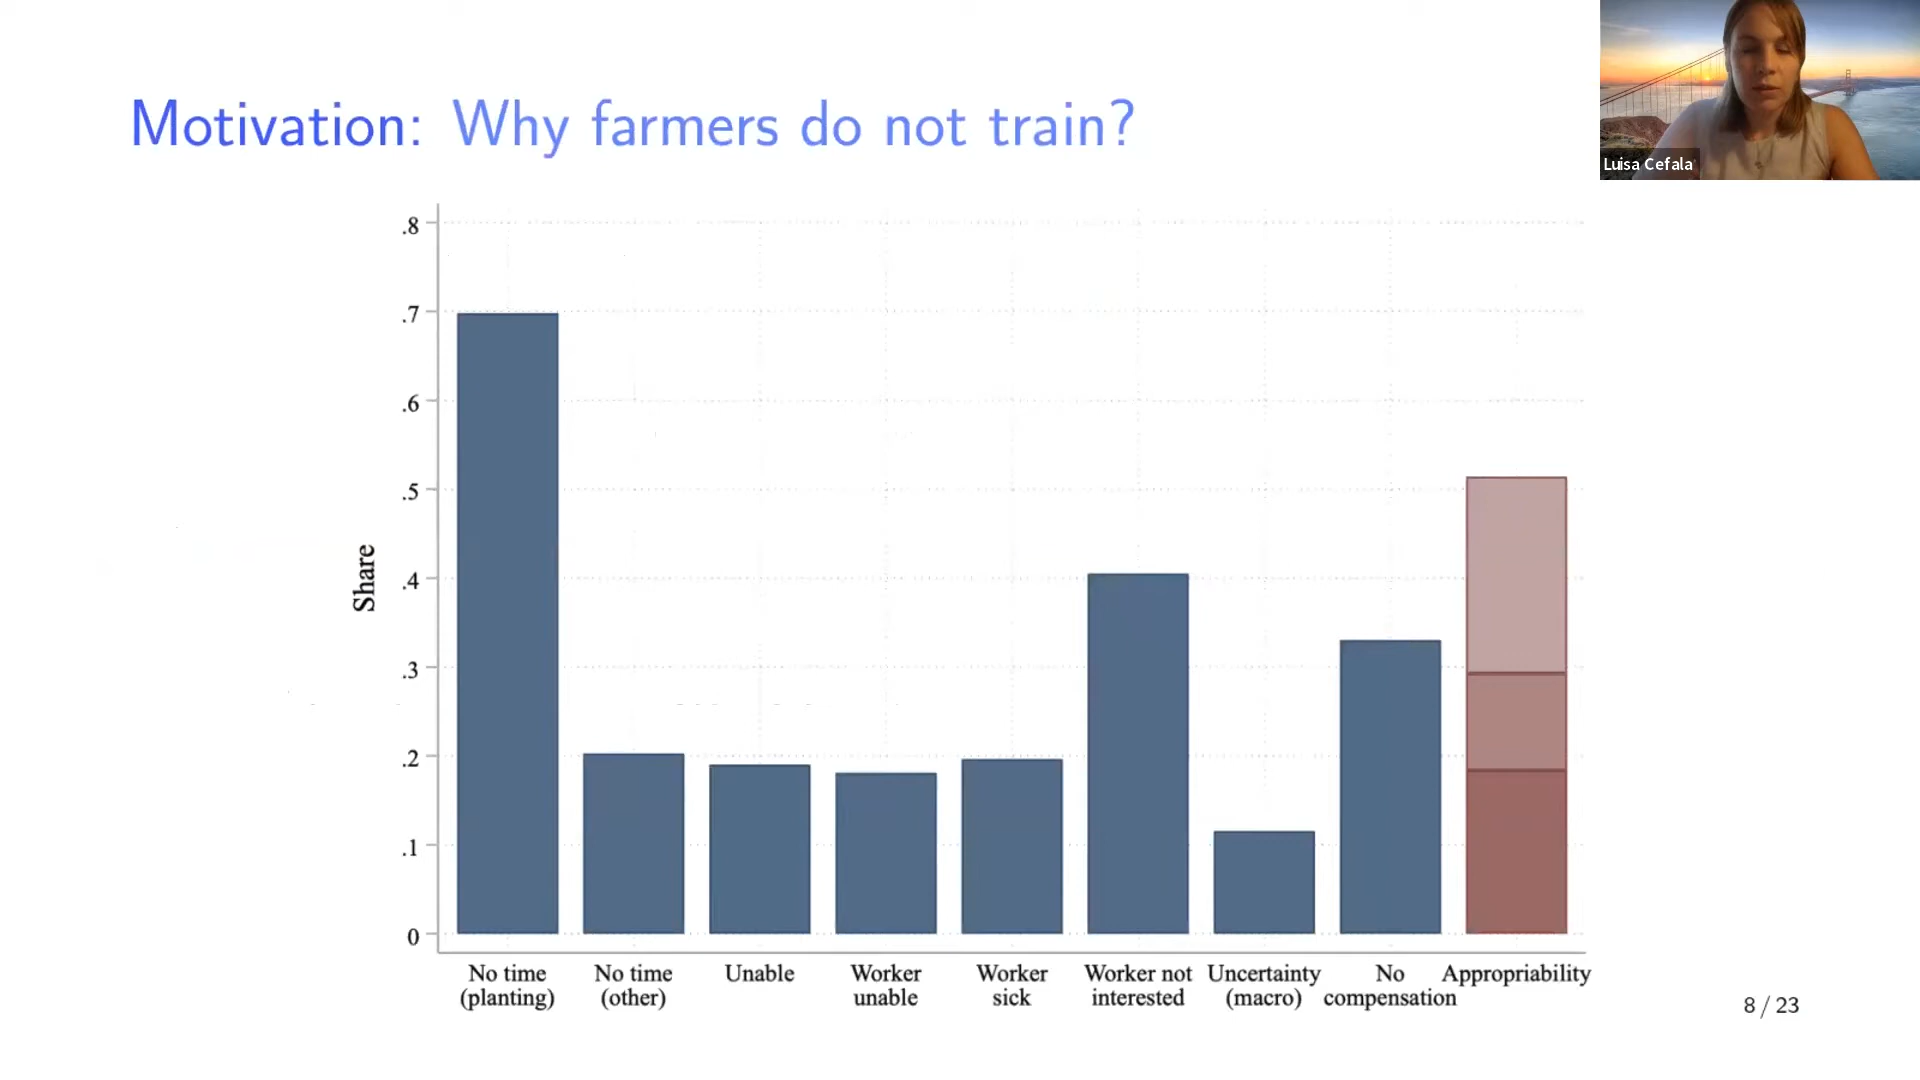 Motivation: Why farmers do not train?
Luisa Cefala
.8
.7
.6
.5
.4
.3
.2
.1
0
Share
No time (planting)
No time (other)
Unable
Worker unable
Worker sick
Worker not interested
Uncertainty (macro)
No compensation
Appropriability
8 / 23